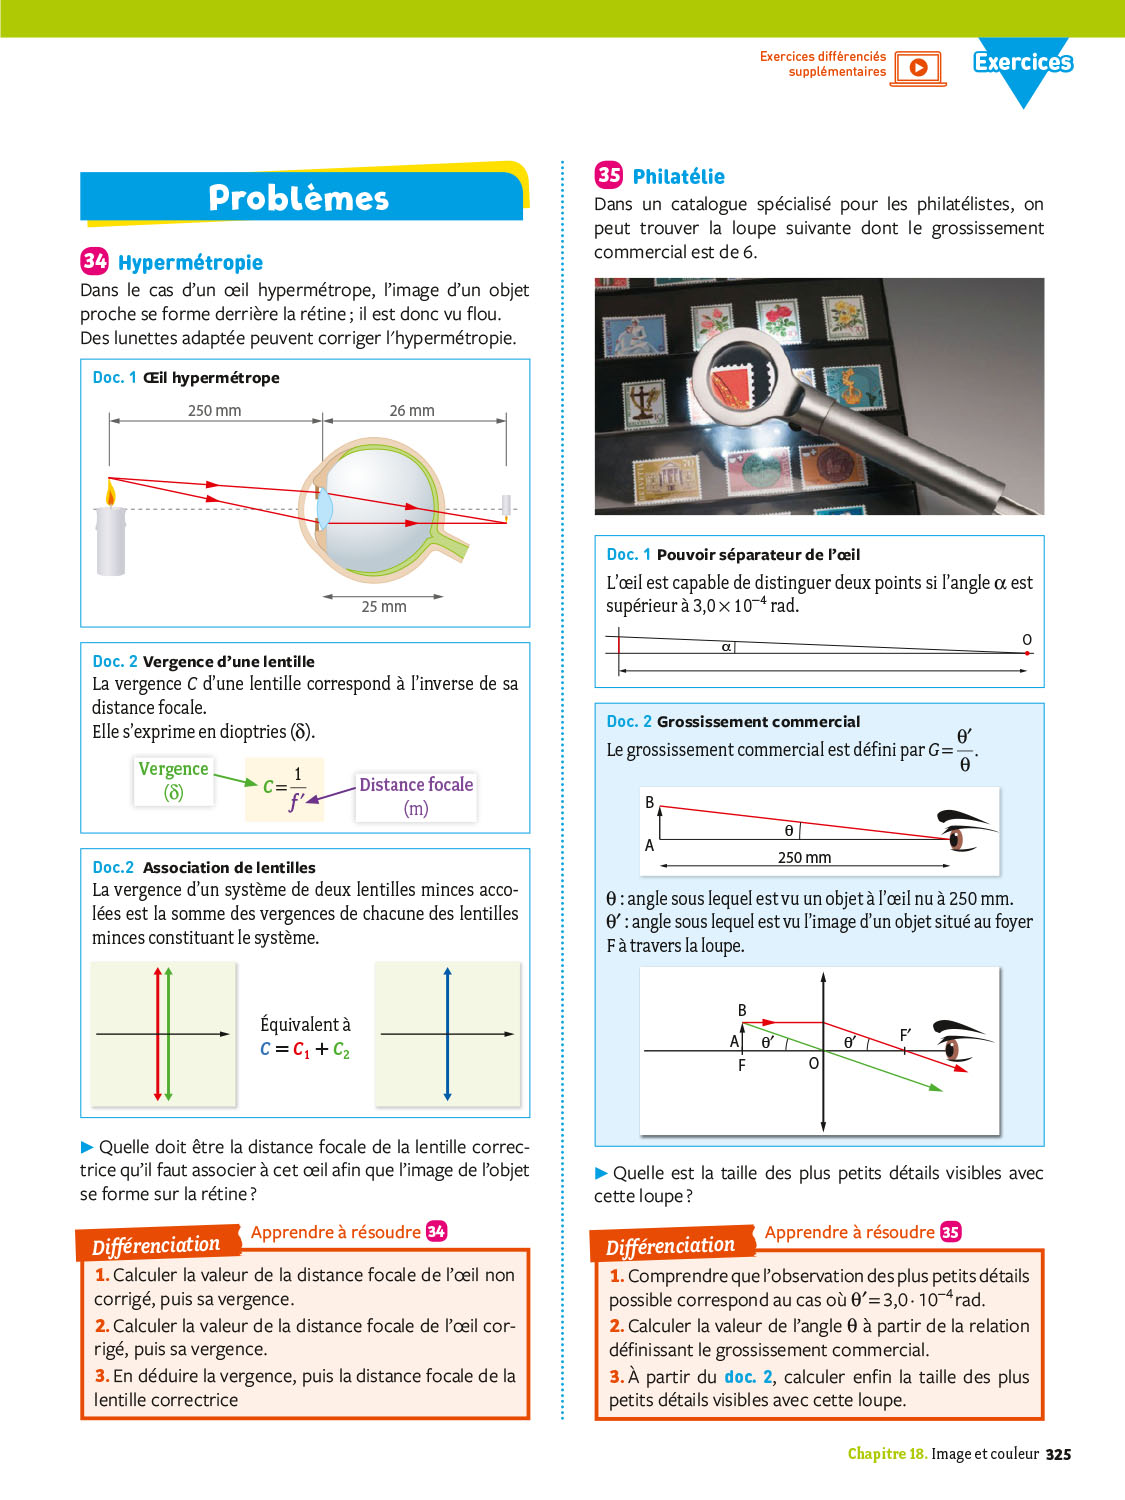 Exercices différenciés
supplémentaires
Exercices
Problèmes
34 Hypermétropie
Dans le cas d’un œil hypermétrope, l’image d’un objet
proche se forme derrière la rétine ; il est donc vu flou.
Des lunettes adaptée peuvent corriger l’hypermétropie.
Doc. 1 Œil hypermétrope
250 mm
26 mm
25 mm
Doc. 2 Vergence d’une lentille
La vergence C d’une lentille correspond à l’inverse de sa
distance focale.
Elle s’exprime en dioptries (δ).
Vergence
(δ)
C = 1/f′
Distance focale
(m)
Doc.2 Association de lentilles
La vergence d’un système de deux lentilles minces acco-
lées est la somme des vergences de chacune des lentilles
minces constituant le système.
Équivalent à
C = C₁ + C₂
▶ Quelle doit être la distance focale de la lentille correc-
trice qu’il faut associer à cet œil afin que l’image de l’objet
se forme sur la rétine ?
Différenciation
Apprendre à résoudre 34
1. Calculer la valeur de la distance focale de l’œil non
corrigé, puis sa vergence.
2. Calculer la valeur de la distance focale de l’œil cor-
rigé, puis sa vergence.
3. En déduire la vergence, puis la distance focale de la
lentille correctrice
35 Philatélie
Dans un catalogue spécialisé pour les philatélistes, on
peut trouver la loupe suivante dont le grossissement
commercial est de 6.
Doc. 1 Pouvoir séparateur de l’œil
L’œil est capable de distinguer deux points si l’angle α est
supérieur à 3,0 × 10⁻⁴ rad.
α
O
Doc. 2 Grossissement commercial
Le grossissement commercial est défini par G = θ′/θ.
B
θ
A
250 mm
θ : angle sous lequel est vu un objet à l’œil nu à 250 mm.
θ′ : angle sous lequel est vu l’image d’un objet situé au foyer
F à travers la loupe.
B
A θ′ θ′ F′
F O
▶ Quelle est la taille des plus petits détails visibles avec
cette loupe ?
Différenciation
Apprendre à résoudre 35
1. Comprendre que l’observation des plus petits détails
possible correspond au cas où θ′ = 3,0 · 10⁻⁴ rad.
2. Calculer la valeur de l’angle θ à partir de la relation
définissant le grossissement commercial.
3. À partir du doc. 2, calculer enfin la taille des plus
petits détails visibles avec cette loupe.
Chapitre 18. Image et couleur 325